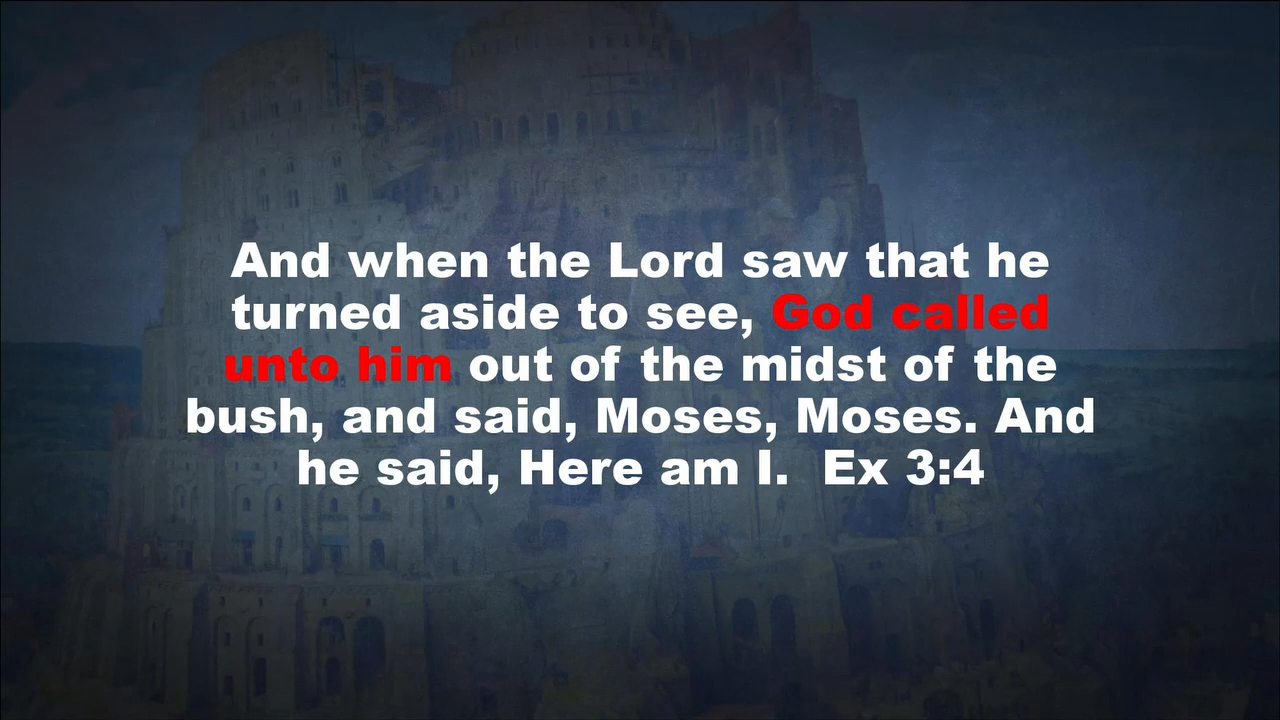 And when the Lord saw that he
turned aside to see, God called
unto him out of the midst of the
bush, and said, Moses, Moses. And
he said, Here am I.  Ex 3:4